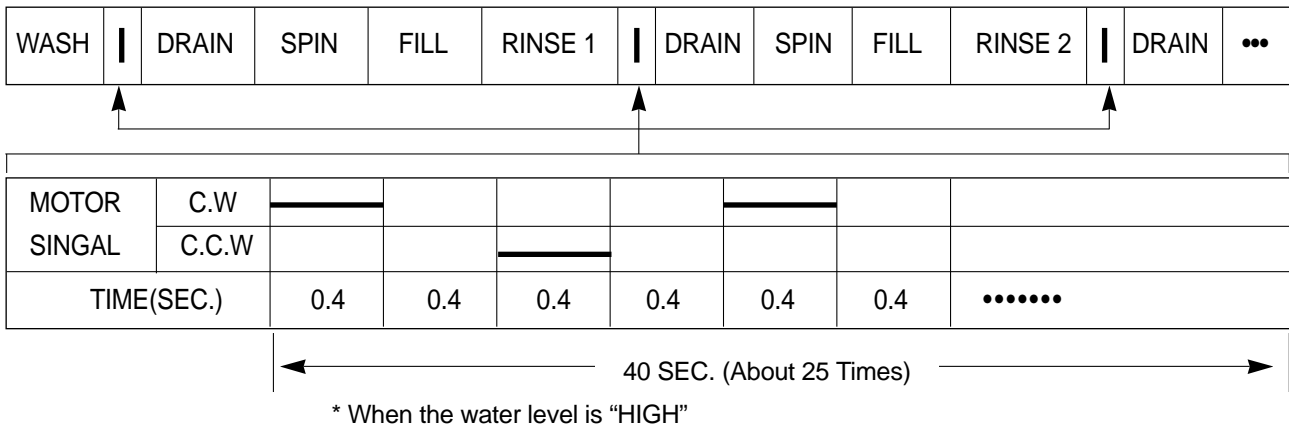 WASH DRAIN SPIN FILL RINSE 1 DRAIN SPIN FILL RINSE 2 DRAIN •••
MOTOR C.W
SINGAL C.C.W
TIME(SEC.) 0.4 0.4 0.4 0.4 0.4 0.4 •••••••
40 SEC. (About 25 Times)
* When the water level is “HIGH”